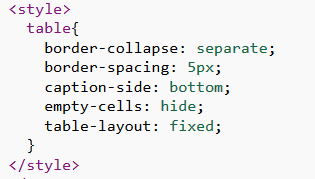 <style>
  table{
    border-collapse: separate;
    border-spacing: 5px;
    caption-side: bottom;
    empty-cells: hide;
    table-layout: fixed;
  }
</style>